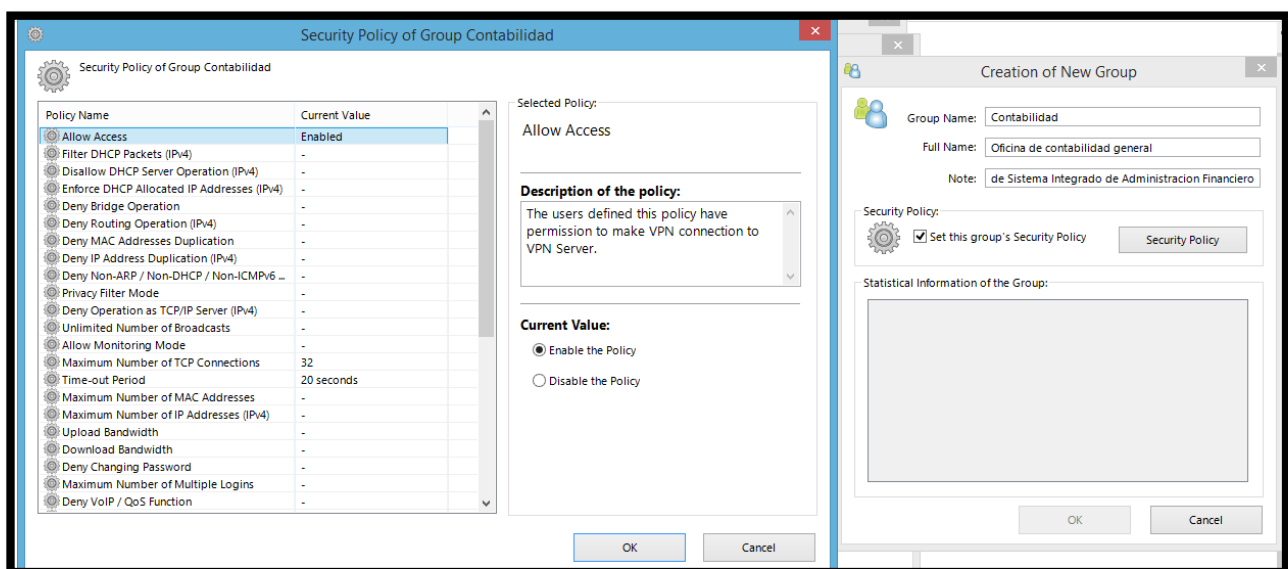 Security Policy of Group Contabilidad
Security Policy of Group Contabilidad
Policy Name Current Value
Allow Access Enabled
Filter DHCP Packets (IPv4) -
Disallow DHCP Server Operation (IPv4) -
Enforce DHCP Allocated IP Addresses (IPv4) -
Deny Bridge Operation -
Deny Routing Operation (IPv4) -
Deny MAC Addresses Duplication -
Deny IP Address Duplication (IPv4) -
Deny Non-ARP / Non-DHCP / Non-ICMPv6 ... -
Privacy Filter Mode -
Deny Operation as TCP/IP Server (IPv4) -
Unlimited Number of Broadcasts -
Allow Monitoring Mode -
Maximum Number of TCP Connections 32
Time-out Period 20 seconds
Maximum Number of MAC Addresses -
Maximum Number of IP Addresses (IPv4) -
Upload Bandwidth -
Download Bandwidth -
Deny Changing Password -
Maximum Number of Multiple Logins -
Deny VoIP / QoS Function -
Selected Policy:
Allow Access
Description of the policy:
The users defined this policy have
permission to make VPN connection to
VPN Server.
Current Value:
Enable the Policy
Disable the Policy
OK Cancel
Creation of New Group
Group Name: Contabilidad
Full Name: Oficina de contabilidad general
Note: de Sistema Integrado de Administracion Financiero
Security Policy:
Set this group's Security Policy Security Policy
Statistical Information of the Group:
OK Cancel